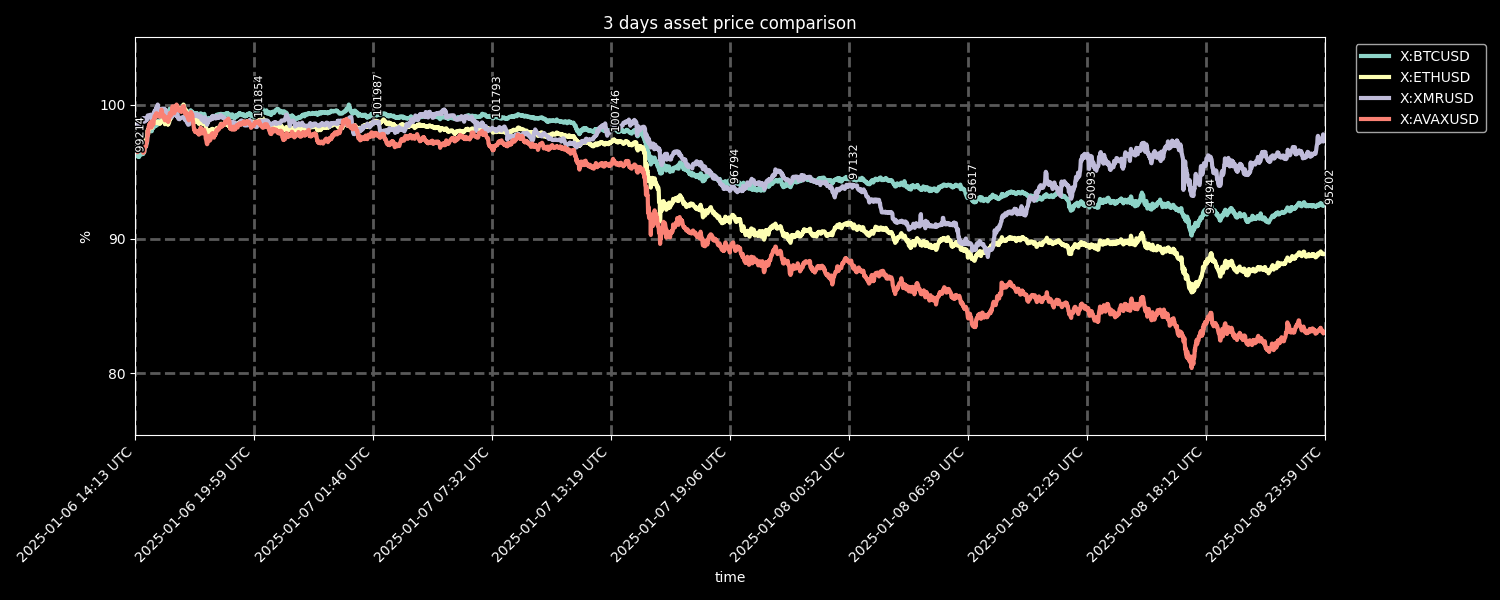 3 days asset price comparison
X:BTCUSD
X:ETHUSD
X:XMRUSD
X:AVAXUSD
100
90
80
%
99214
101854
101987
101793
100746
96794
97132
95617
95093
94494
95202
2025-01-06 14:13 UTC
2025-01-06 19:59 UTC
2025-01-07 01:46 UTC
2025-01-07 07:32 UTC
2025-01-07 13:19 UTC
2025-01-07 19:06 UTC
2025-01-08 00:52 UTC
2025-01-08 06:39 UTC
2025-01-08 12:25 UTC
2025-01-08 18:12 UTC
2025-01-08 23:59 UTC
time